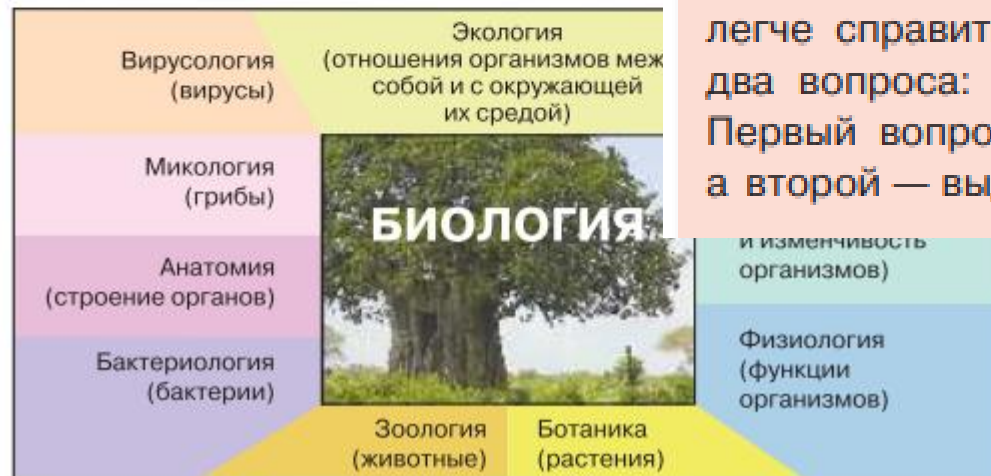 Вирусология
(вирусы)
Экология
(отношения организмов меж
собой и с окружающей
их средой)
Микология
(грибы)
Анатомия
(строение органов)
Бактериология
(бактерии)
БИОЛОГИЯ
Зоология
(животные)
Ботаника
(растения)
легче справит
два вопроса:
Первый вопро
а второй — вы
и изменчивость
организмов)
Физиология
(функции
организмов)